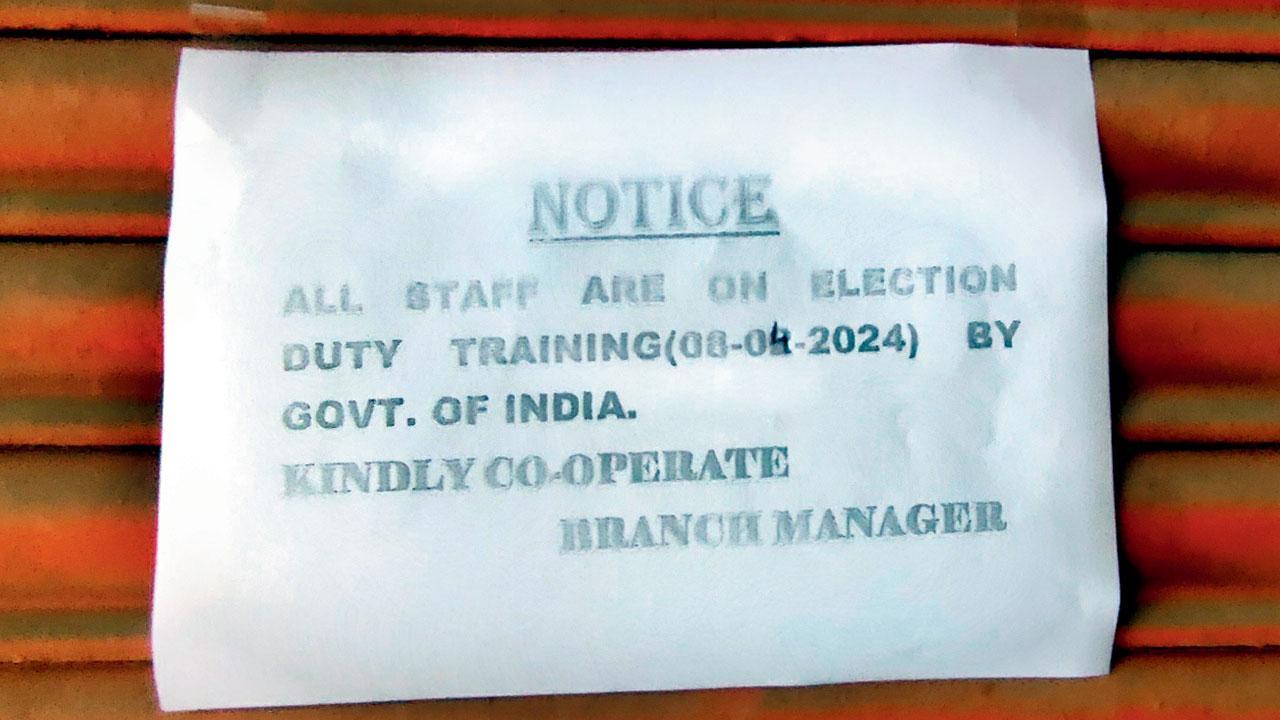 NOTICE
ALL STAFF ARE ON ELECTION
DUTY TRAINING(08-04-2024) BY
GOVT. OF INDIA.
KINDLY CO-OPERATE
BRANCH MANAGER